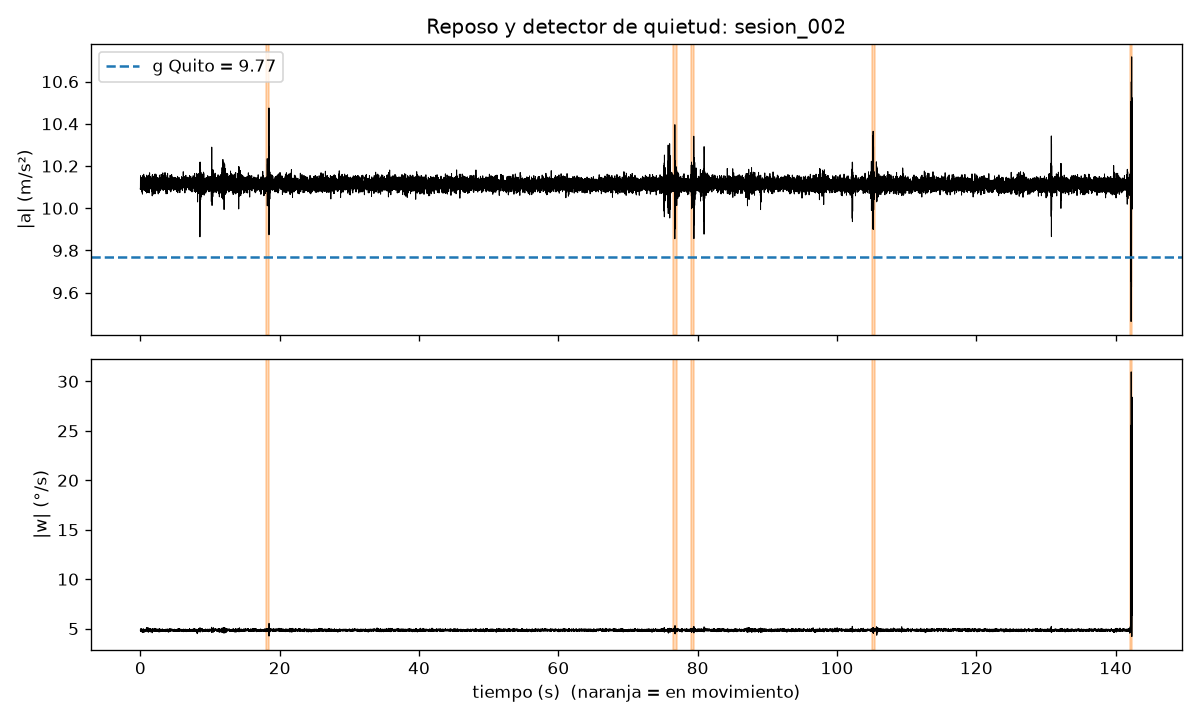 Reposo y detector de quietud: sesion_002
g Quito = 9.77
|a| (m/s²)
10.6
10.4
10.2
10.0
9.8
9.6
|w| (°/s)
30
25
20
15
10
5
0 20 40 60 80 100 120 140
tiempo (s) (naranja = en movimiento)